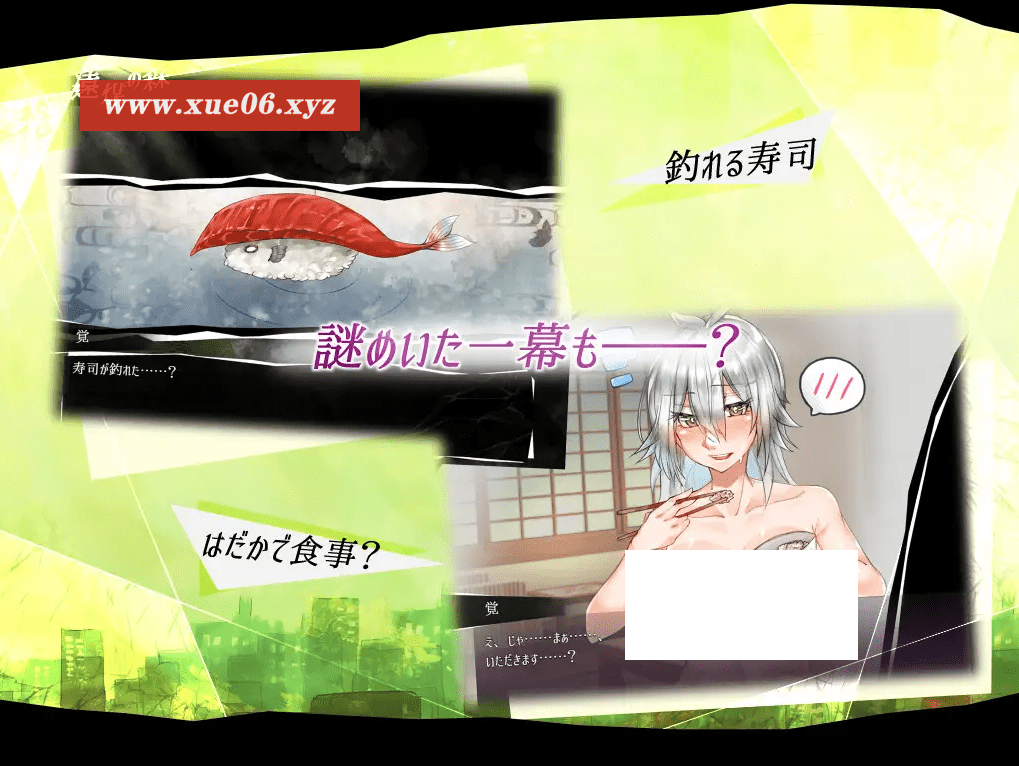 www.xue06.xyz
釣れる寿司
覚
寿司が釣れた……?
謎めいた一幕も――?
はだかで食事?
覚
え、じゃ……まぁ……、
いただきます……?